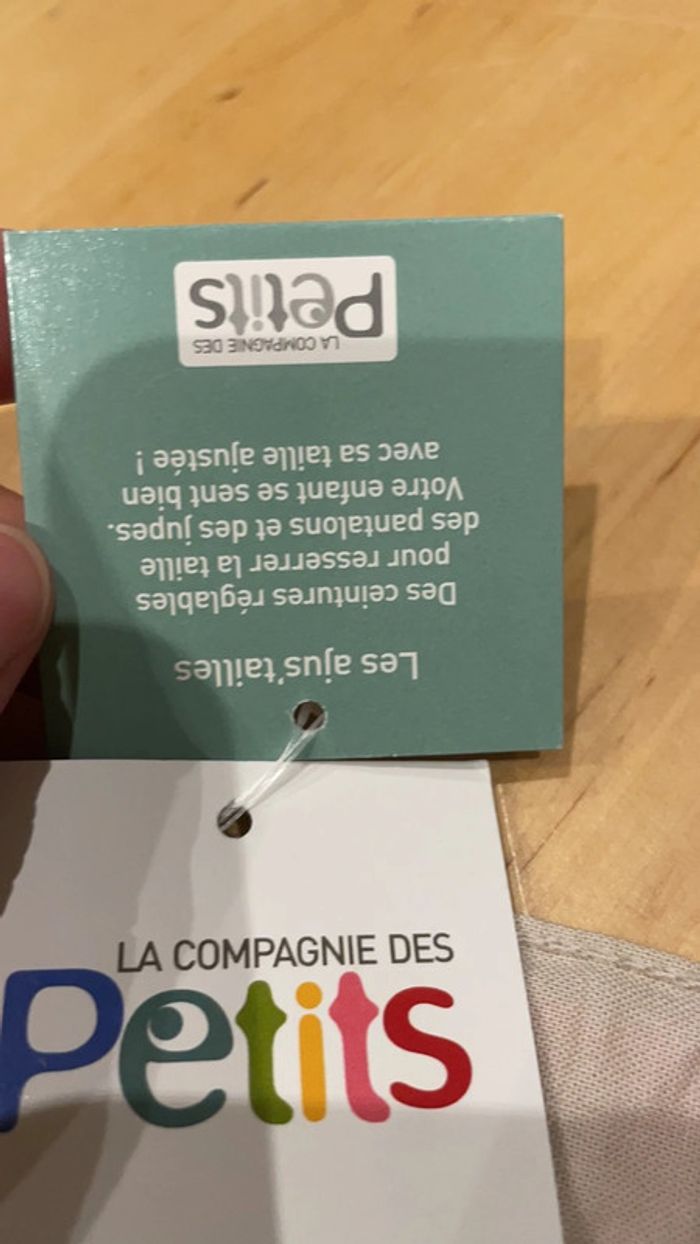 Les ajus'tailles
Des ceintures réglables
pour resserrer la taille
des pantalons et des jupes.
Votre enfant se sent bien
avec sa taille ajustée !
LA COMPAGNIE DES
Petits
LA COMPAGNIE DES
Petits